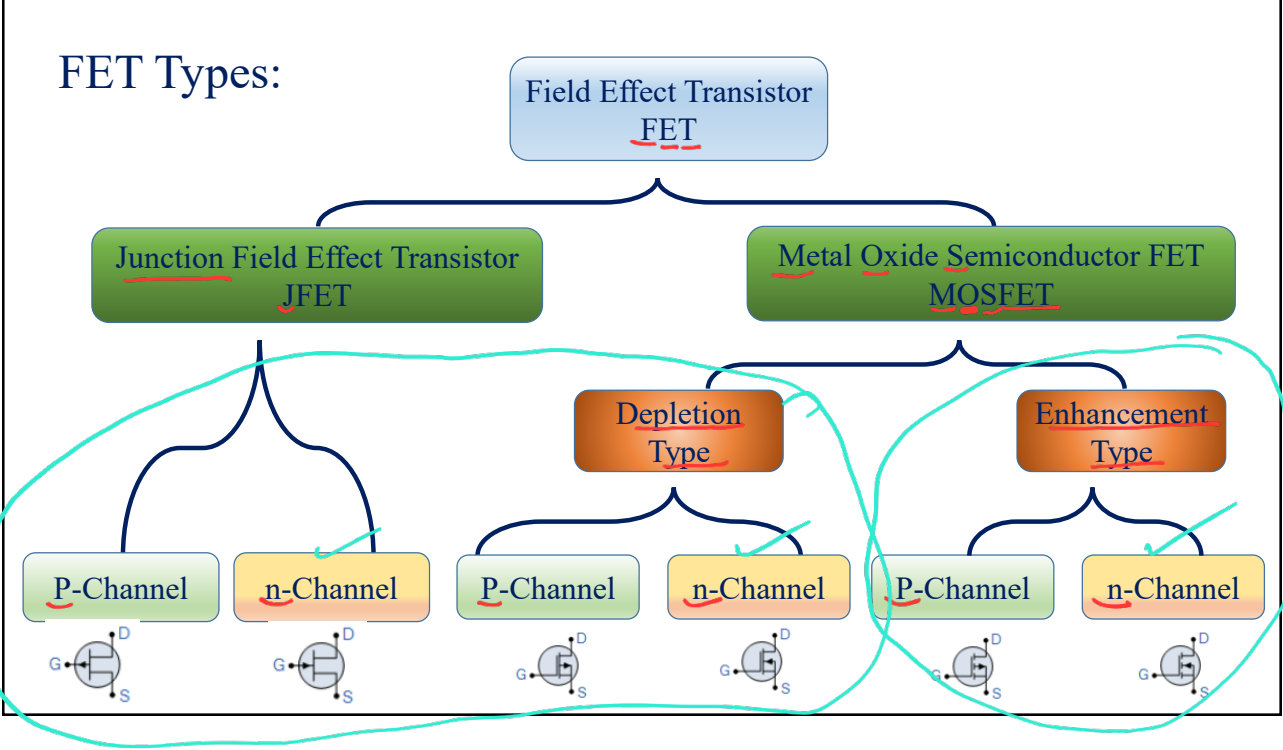 FET Types:
Field Effect Transistor
FET
Junction Field Effect Transistor
JFET
Metal Oxide Semiconductor FET
MOSFET
Depletion
Type
Enhancement
Type
P-Channel
n-Channel
P-Channel
n-Channel
P-Channel
n-Channel
D
G
S
D
G
S
D
G
S
D
G
S
D
G
S
D
G
S